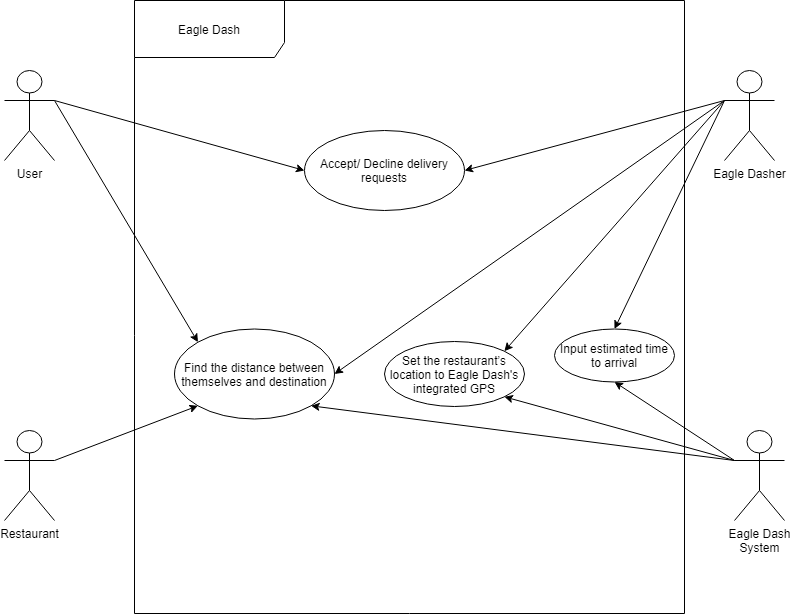 Eagle Dash
User
Accept/ Decline delivery
requests
Eagle Dasher
Find the distance between
themselves and destination
Set the restaurant's
location to Eagle Dash's
integrated GPS
Input estimated time
to arrival
Restaurant
Eagle Dash
System